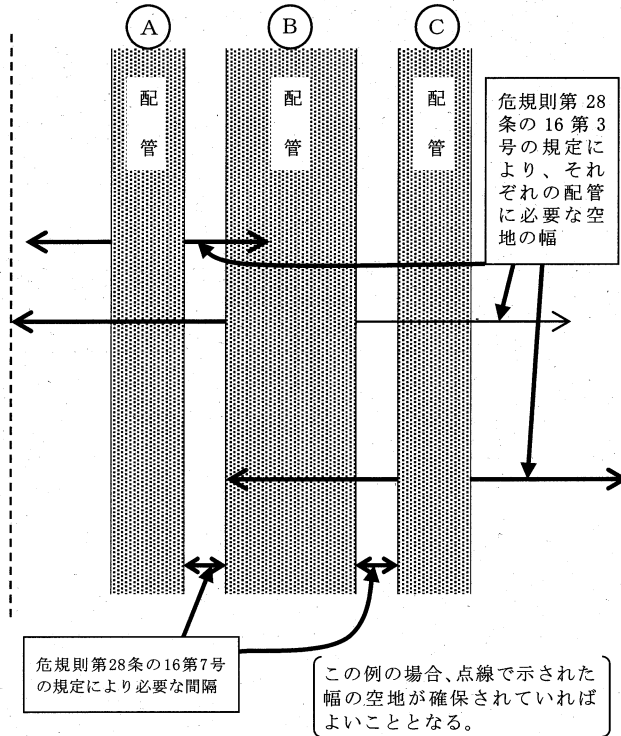 A
B
C
配管
配管
配管
危規則第 28
条の 16 第 3
号の規定に
より、それ
ぞれの配管
に必要な空
地の幅
危規則第28条の16第7号
の規定により必要な間隔
この例の場合、点線で示された
幅の空地が確保されていれば
よいこととなる。